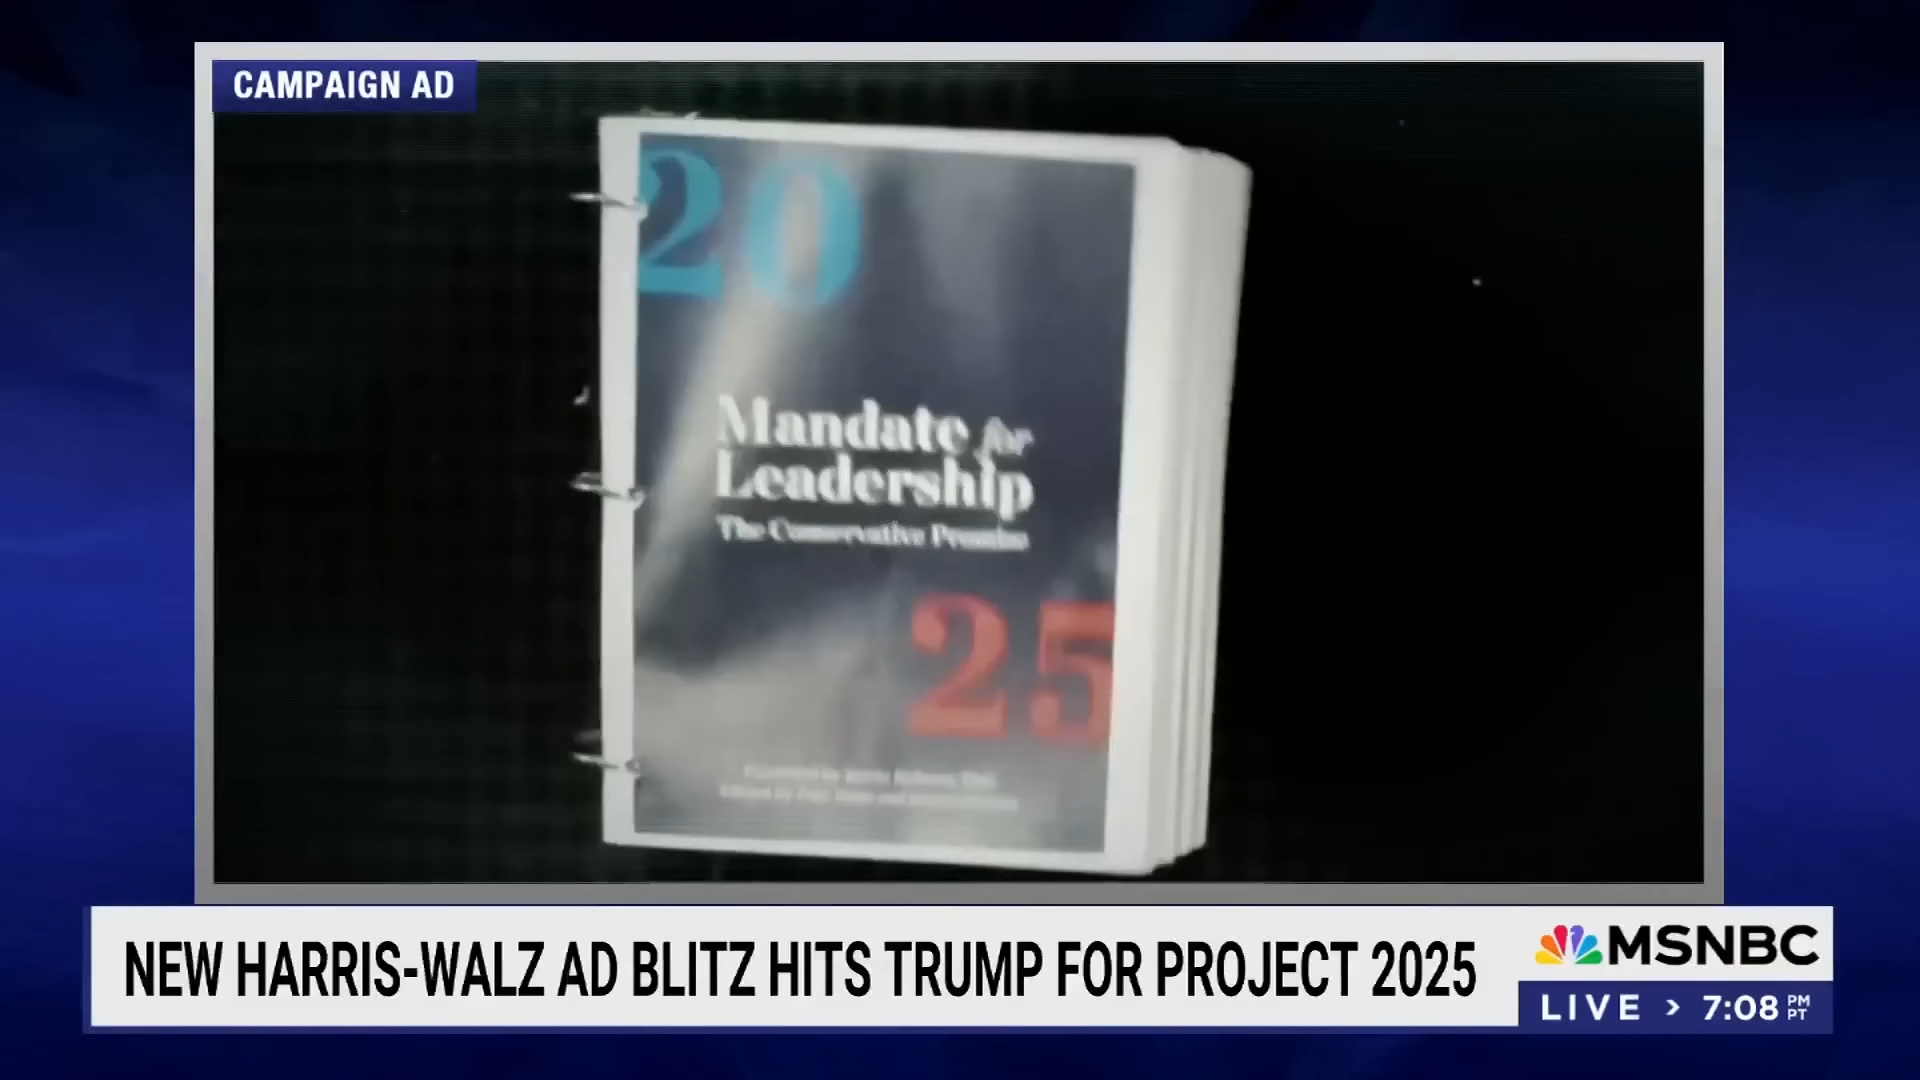 CAMPAIGN AD
20
Mandate for
Leadership
The Conservative Promise
25
NEW HARRIS-WALZ AD BLITZ HITS TRUMP FOR PROJECT 2025
MSNBC
LIVE > 7:08 PM PT